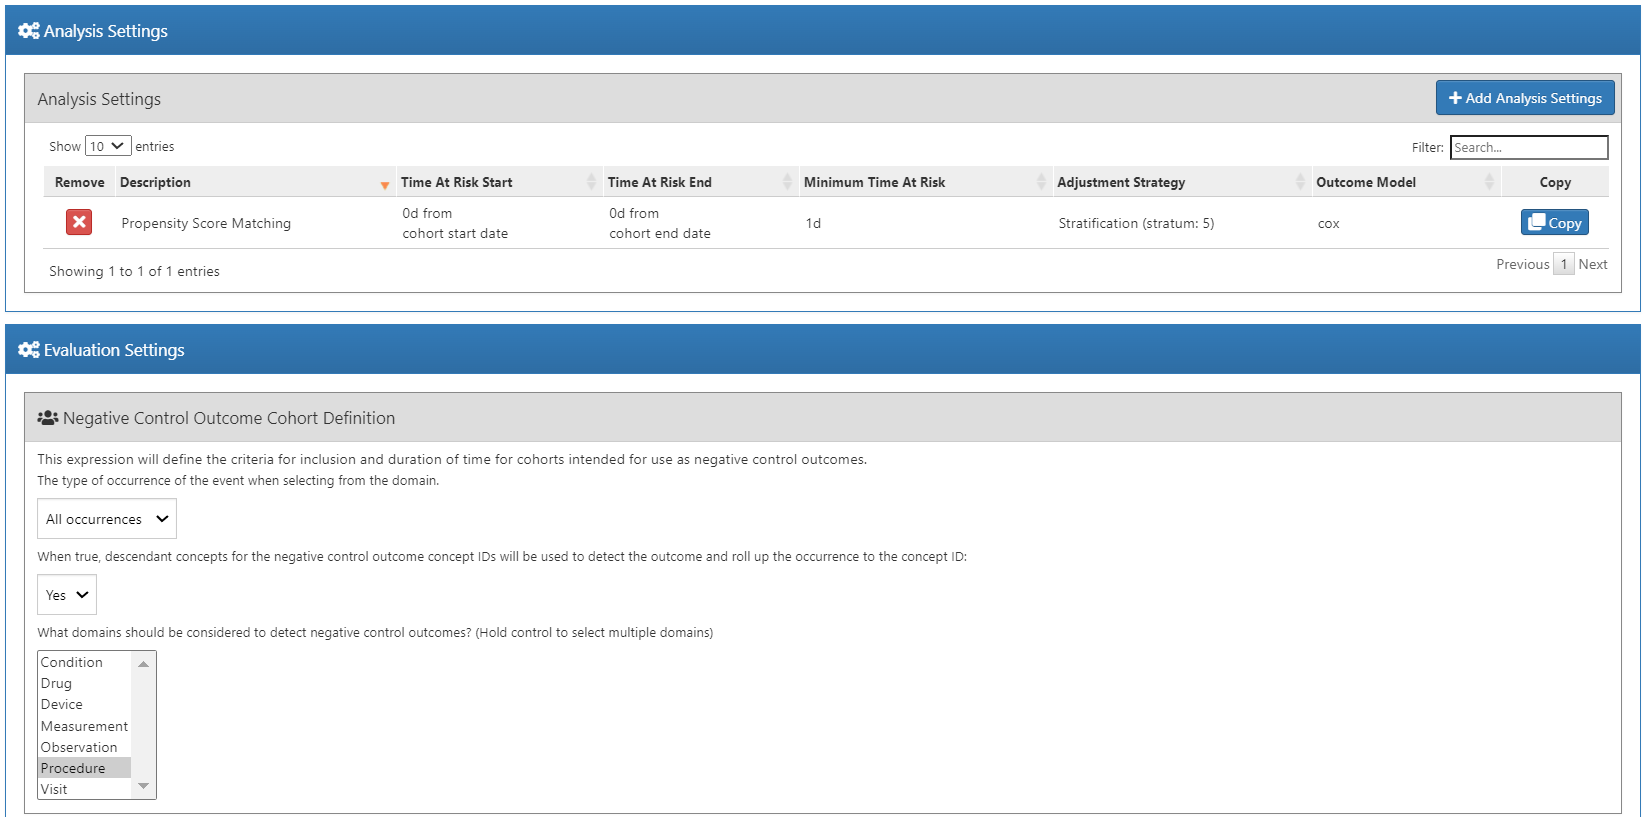 Analysis Settings
Analysis Settings
Add Analysis Settings
Show 10 entries
Filter: Search...
Remove Description Time At Risk Start Time At Risk End Minimum Time At Risk Adjustment Strategy Outcome Model Copy
Propensity Score Matching 0d from cohort start date 0d from cohort end date 1d Stratification (stratum: 5) cox Copy
Showing 1 to 1 of 1 entries
Previous 1 Next
Evaluation Settings
Negative Control Outcome Cohort Definition
This expression will define the criteria for inclusion and duration of time for cohorts intended for use as negative control outcomes.
The type of occurrence of the event when selecting from the domain.
All occurrences
When true, descendant concepts for the negative control outcome concept IDs will be used to detect the outcome and roll up the occurrence to the concept ID:
Yes
What domains should be considered to detect negative control outcomes? (Hold control to select multiple domains)
Condition
Drug
Device
Measurement
Observation
Procedure
Visit